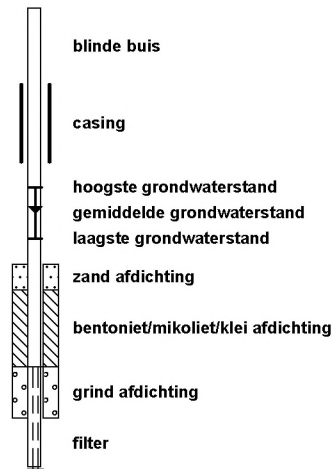 blinde buis
casing
hoogste grondwaterstand
gemiddelde grondwaterstand
laagste grondwaterstand
zand afdichting
bentoniet/mikoliet/klei afdichting
grind afdichting
filter